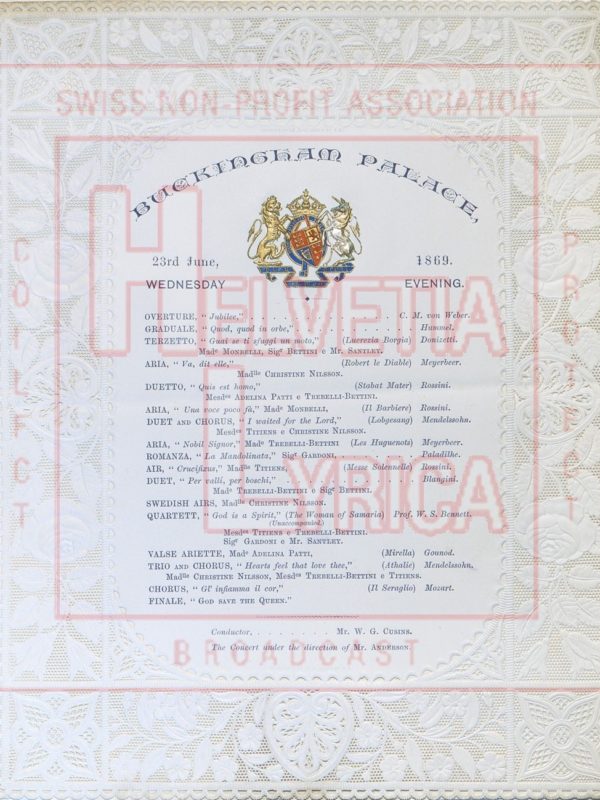 SWISS NON-PROFIT ASSOCIATION
BUCKINGHAM PALACE,
23rd June, 1869.
WEDNESDAY EVENING.
OVERTURE, “ Jubilee,” . . . . . . . . . . . . . . C. M. von Weber.
GRADUALE, “ Quod, quod in orbe,” . . . . . . . . . . . . Hummel.
TERZETTO, “ Guai se ti sfuggi un moto,” (Lucrezia Borgia) Donizetti.
Made MONBELLI, Sigr BETTINI e Mr. SANTLEY.
ARIA, “ Va, dit elle,” (Robert le Diable) Meyerbeer.
Madlle CHRISTINE NILSSON.
DUETTO, “ Quis est homo,” (Stabat Mater) Rossini.
Mesdes ADELINA PATTI e TREBELLI-BETTINI.
ARIA, “ Una voce poco fà,” Made MONBELLI, (Il Barbiere) Rossini.
DUET AND CHORUS, “ I waited for the Lord,” (Lobgesang) Mendelssohn.
Mesdes TITIENS e CHRISTINE NILSSON.
ARIA, “ Nobil Signor,” Made TREBELLI-BETTINI (Les Huguenots) Meyerbeer.
ROMANZA, “ La Mandolinata,” Sigr GARDONI, Paladilhe.
AIR, “ Crucifixus,” Madlle TITIENS, (Messe Solennelle) Rossini.
DUET, “ Per valli, per boschi,” Blangini.
Made TREBELLI-BETTINI e Sigr BETTINI.
SWEDISH AIRS, Madlle CHRISTINE NILSSON.
QUARTETT, “ God is a Spirit,” (The Woman of Samaria) Prof. W. S. Bennett.
(Unaccompanied.)
Mesdes TITIENS e TREBELLI-BETTINI.
Sigr GARDONI e Mr. SANTLEY.
VALSE ARIETTE, Made ADELINA PATTI, (Mirella) Gounod.
TRIO AND CHORUS, “ Hearts feel that love thee,” (Athalie) Mendelssohn,
Madlle CHRISTINE NILSSON, Mesdes TREBELLI-BETTINI e TITIENS.
CHORUS, “ Gl’ infiamma il cor,” (Il Seraglio) Mozart.
FINALE, “ GOD SAVE THE QUEEN.”
Conductor, . . . . . . . . . Mr. W. G. CUSINS.
The Concert under the direction of Mr. ANDERSON.
HELVETIA
LYRICA
BROADCAST
PROJECT